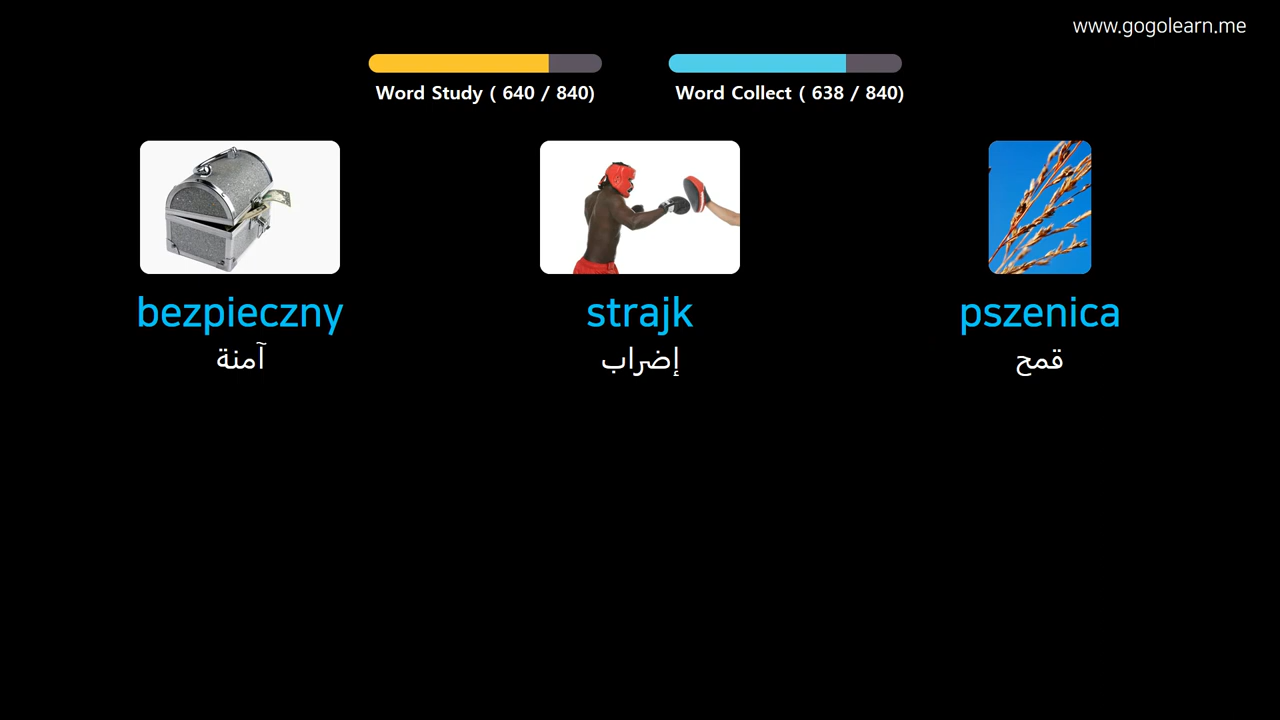 www.gogolearn.me
Word Study ( 640 / 840)
Word Collect ( 638 / 840)
bezpieczny
آمنة
strajk
إضراب
pszenica
قمح